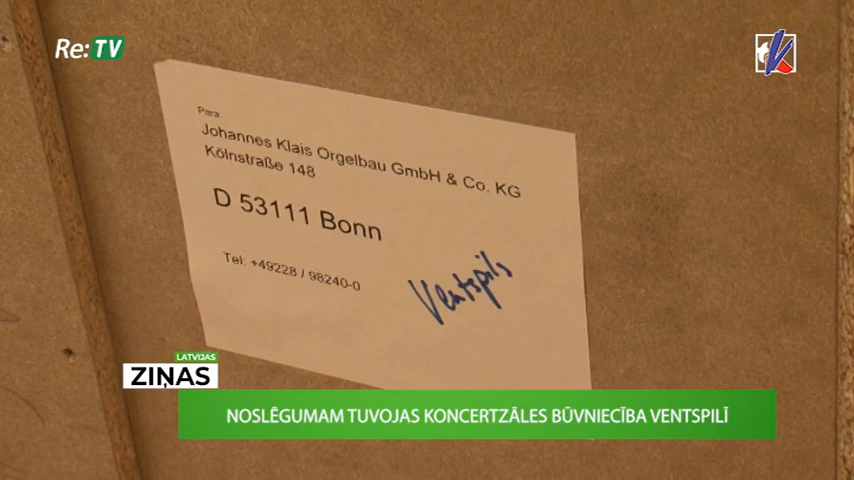 Re:TV
Para:
Johannes Klais Orgelbau GmbH & Co. KG
Kölnstraße 148
D 53111 Bonn
Tel: +49228 / 98240-0
Ventspils
LATVIJAS
ZIŅAS
NOSLĒGUMAM TUVOJAS KONCERTZĀLES BŪVNIECĪBA VENTSPILĪ